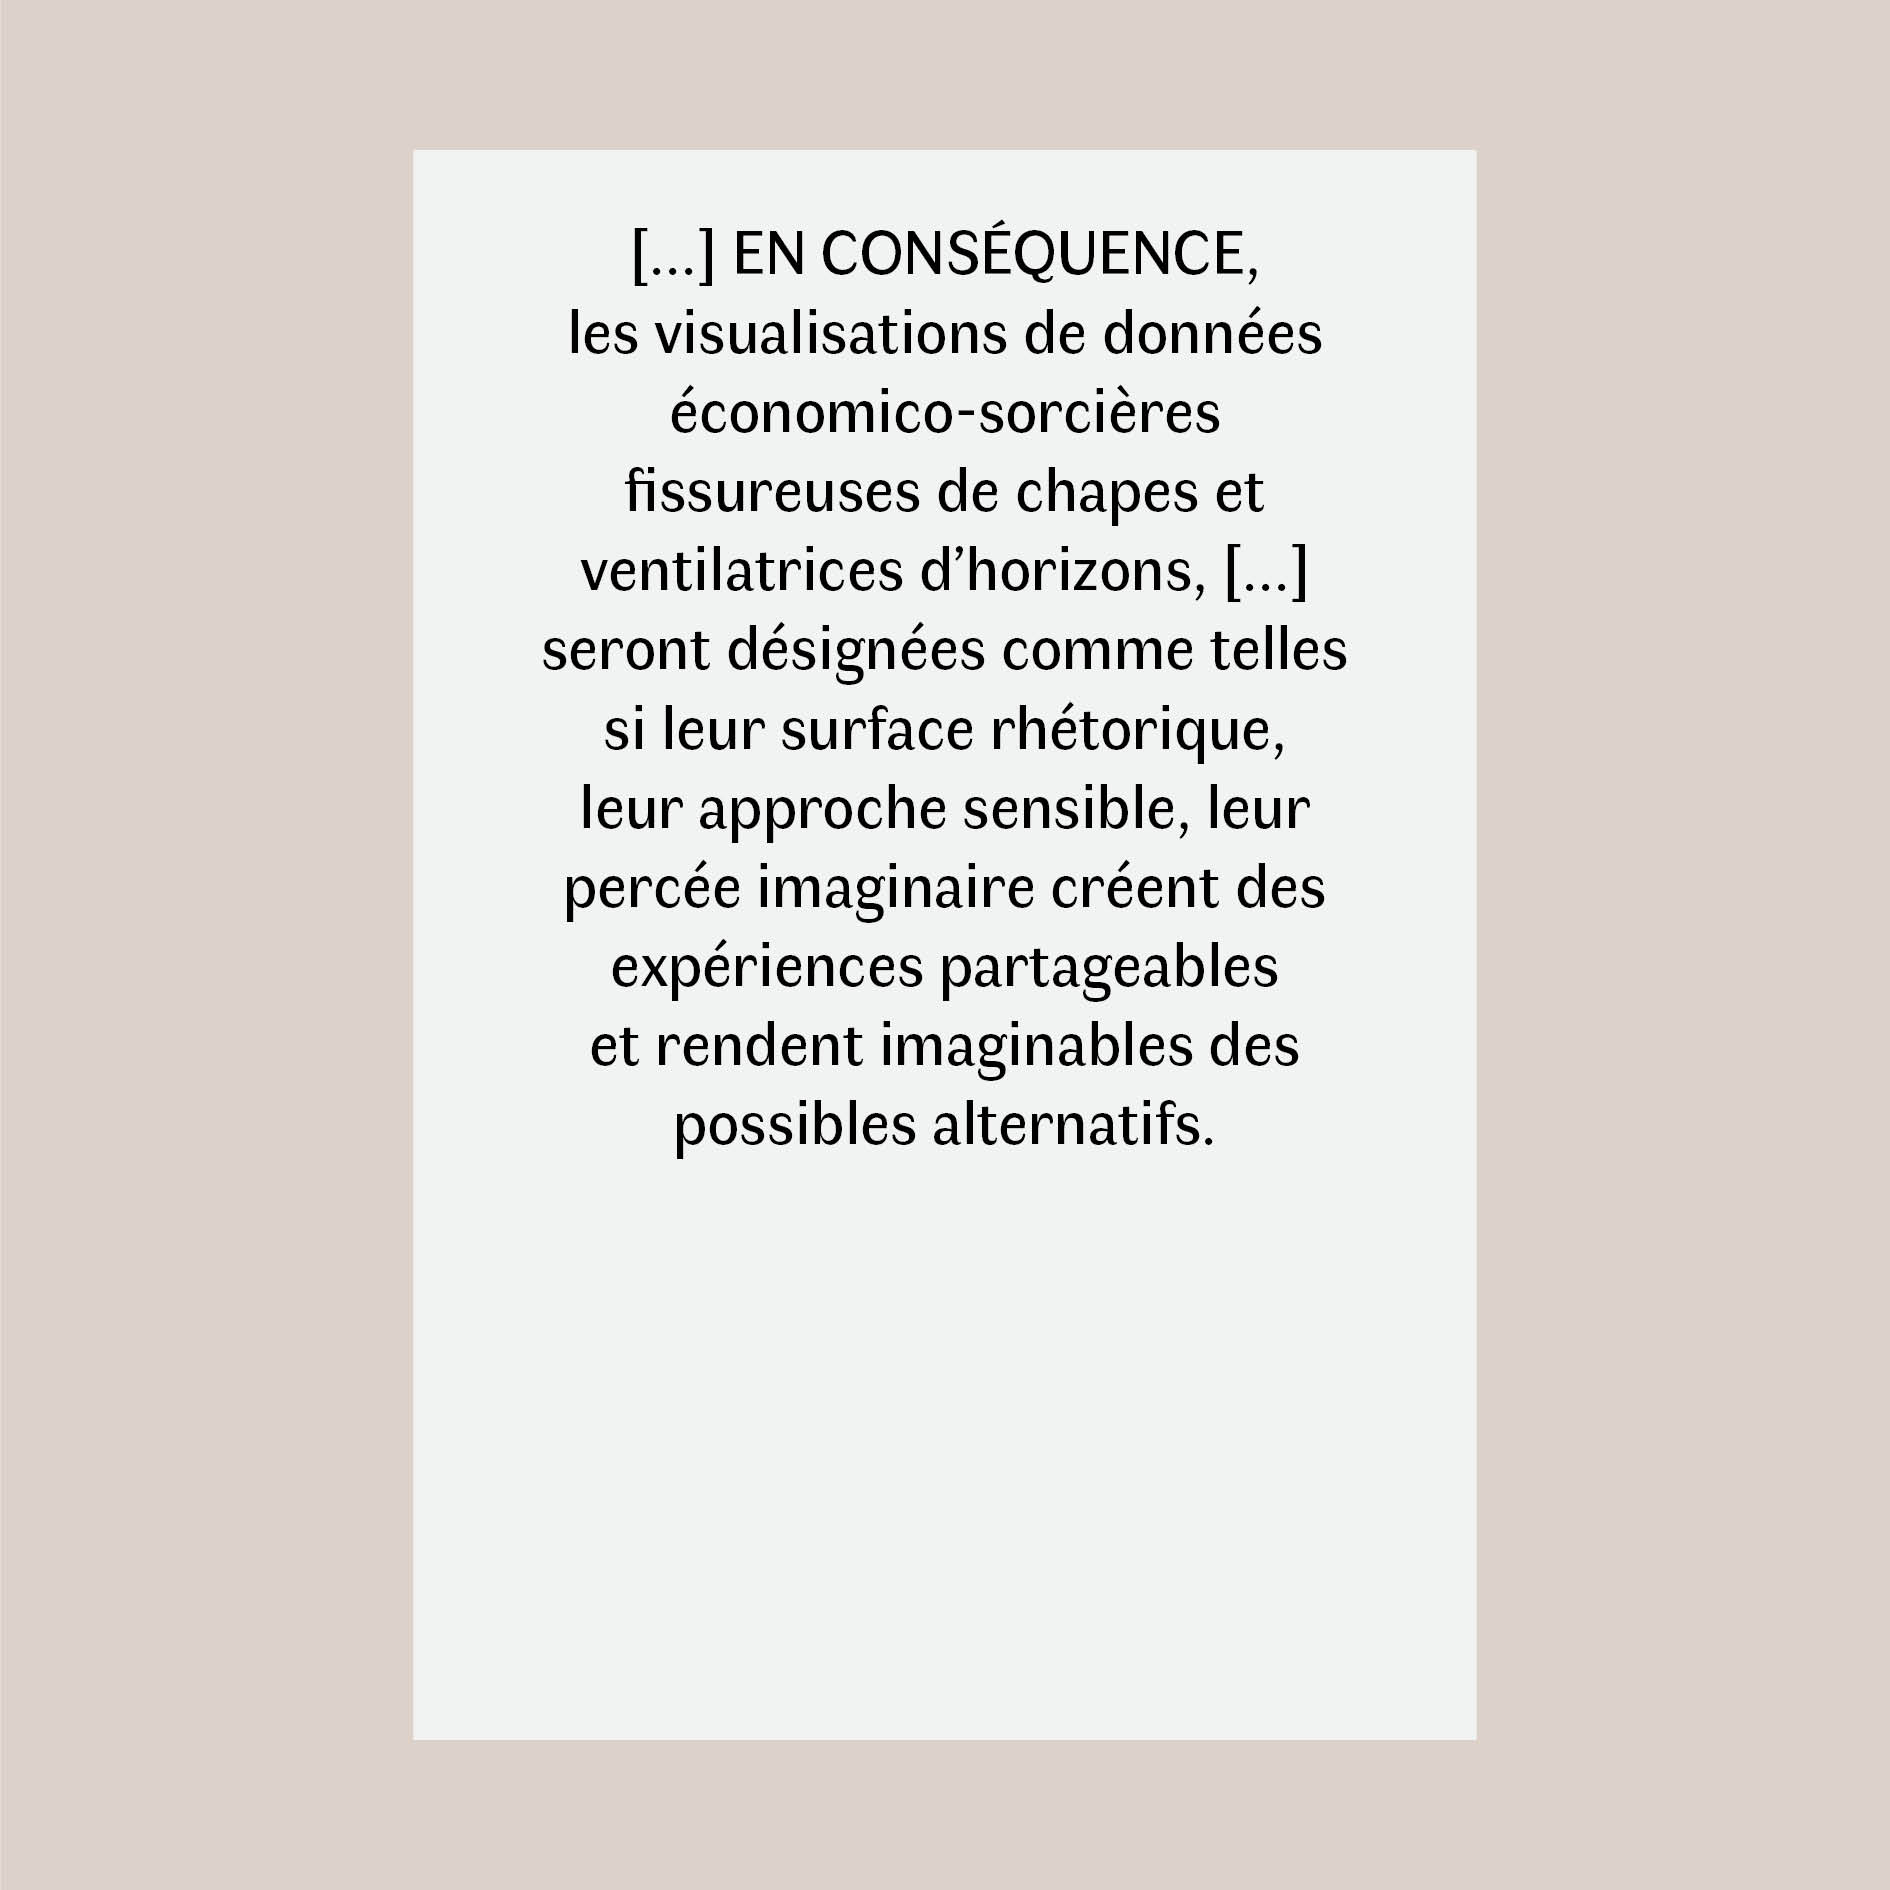 […] EN CONSÉQUENCE,
les visualisations de données
économico-sorcières
fissureuses de chapes et
ventilatrices d’horizons, […]
seront désignées comme telles
si leur surface rhétorique,
leur approche sensible, leur
percée imaginaire créent des
expériences partageables
et rendent imaginables des
possibles alternatifs.